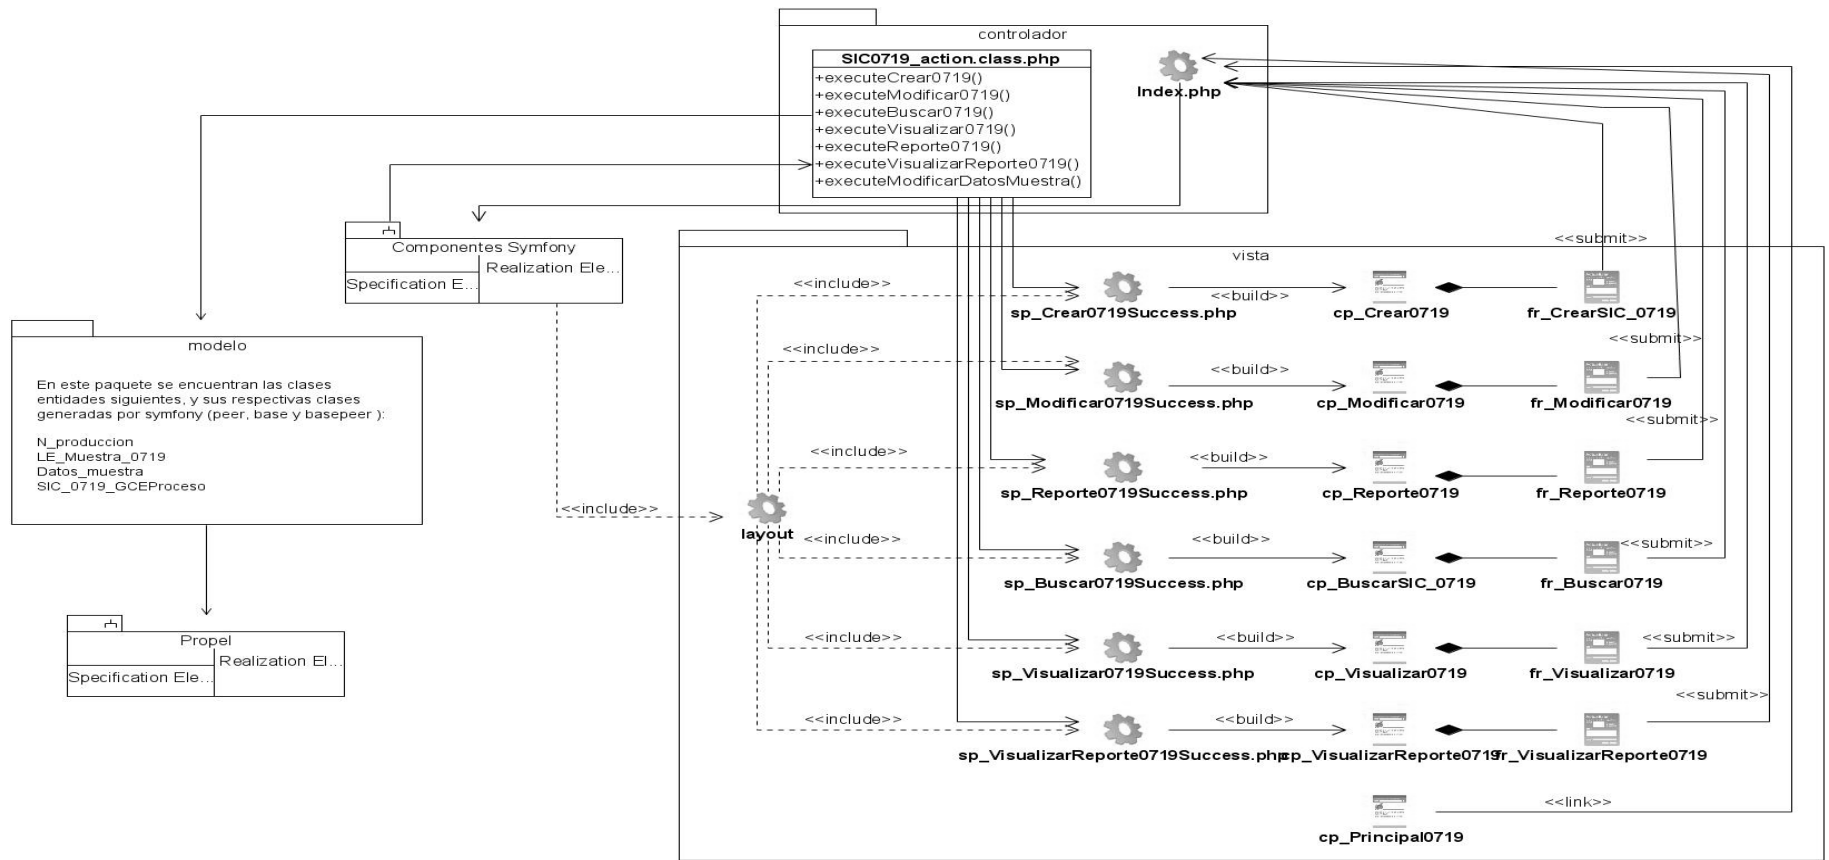 controlador
SIC0719_action.class.php
+executeCrear0719()
+executeModificar0719()
+executeBuscar0719()
+executeVisualizar0719()
+executeReporte0719()
+executeVisualizarReporte0719()
+executeModificarDatosMuestra()
Index.php
Componentes Symfony
Realization Ele...
Specification E...
modelo
En este paquete se encuentran las clases
entidades siguientes, y sus respectivas clases
generadas por symfony (peer, base y basepeer ):
N_produccion
LE_Muestra_0719
Datos_muestra
SIC_0719_GCEProceso
Propel
Realization El...
Specification Ele...
vista
<<include>>
layout
<<submit>>
<<include>>
<<build>>
sp_Crear0719Success.php
cp_Crear0719
fr_CrearSIC_0719
<<submit>>
<<include>>
<<build>>
sp_Modificar0719Success.php
cp_Modificar0719
fr_Modificar0719
<<submit>>
<<include>>
<<build>>
sp_Reporte0719Success.php
cp_Reporte0719
fr_Reporte0719
<<include>>
<<build>>
<<submit>>
sp_Buscar0719Success.php
cp_BuscarSIC_0719
fr_Buscar0719
<<include>>
<<build>>
<<submit>>
sp_Visualizar0719Success.php
cp_Visualizar0719
fr_Visualizar0719
<<submit>>
<<include>>
<<build>>
sp_VisualizarReporte0719Success.php
cp_VisualizarReporte0719
fr_VisualizarReporte0719
<<link>>
cp_Principal0719